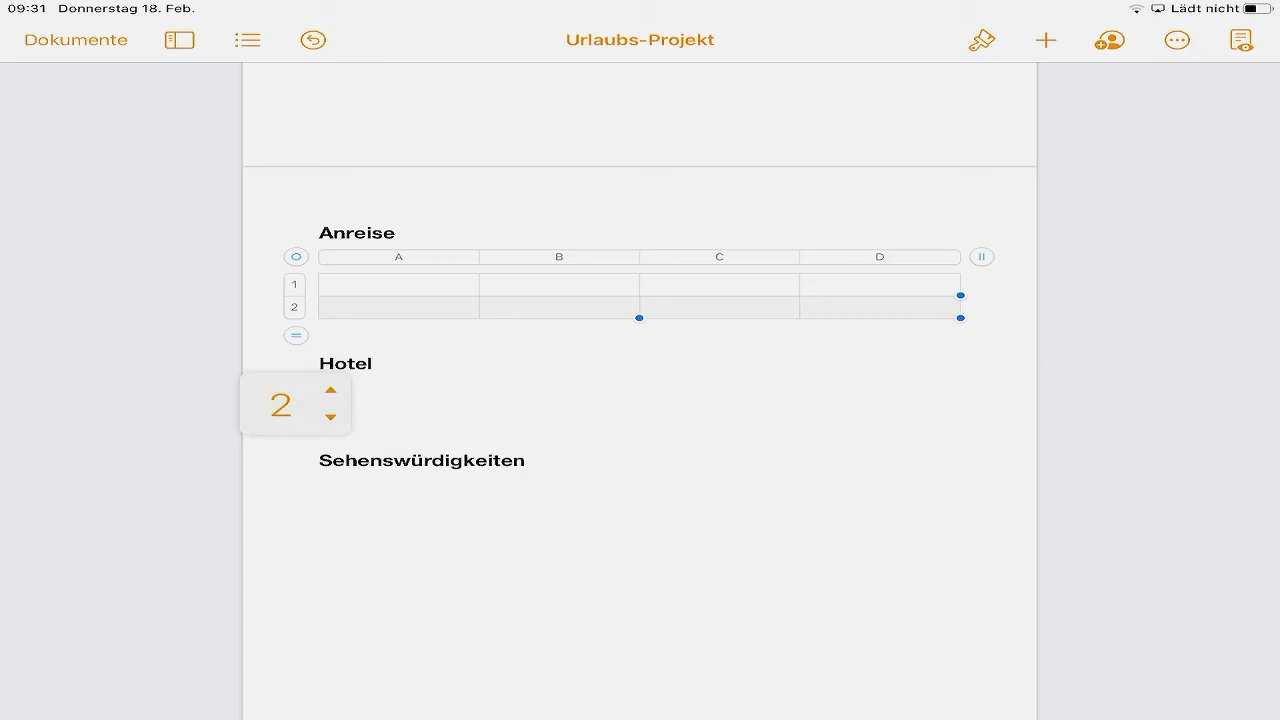 09:31 Donnerstag 18. Feb. Lädt nicht
Dokumente Urlaubs-Projekt
Anreise
A B C D
1
2
Hotel
2
Sehenswürdigkeiten